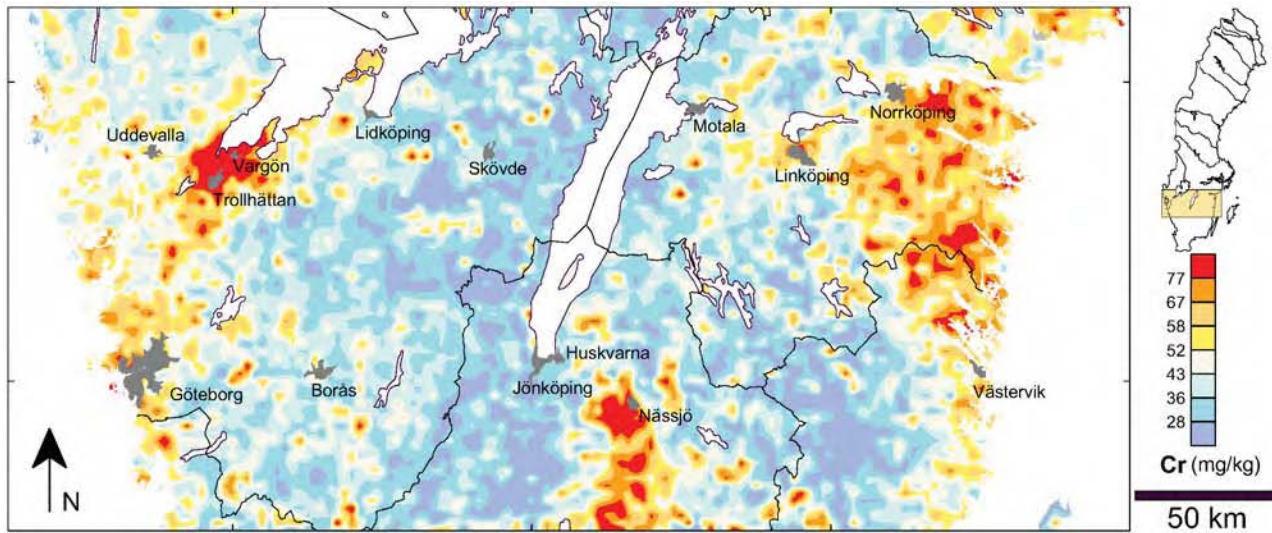 Uddevalla
Lidköping
Motala
Norrköping
Vargön
Skövde
Linköping
Trollhättan
Huskvarna
Göteborg
Borås
Jönköping
Nässjö
Västervik
N
77
67
58
52
43
36
28
Cr (mg/kg)
50 km